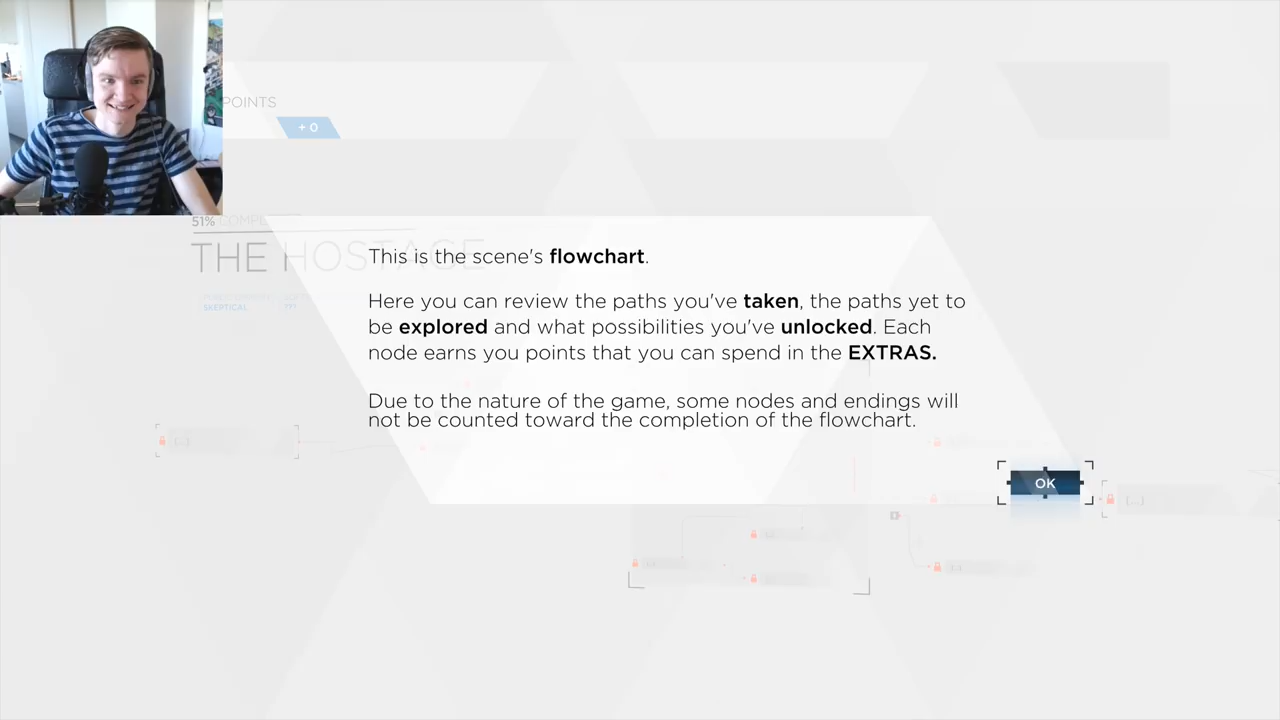 POINTS
+ 0
51% COMPLE
THE HOSTAGE
SKEPTICAL
This is the scene's flowchart.
Here you can review the paths you've taken, the paths yet to
be explored and what possibilities you've unlocked. Each
node earns you points that you can spend in the EXTRAS.
Due to the nature of the game, some nodes and endings will
not be counted toward the completion of the flowchart.
OK